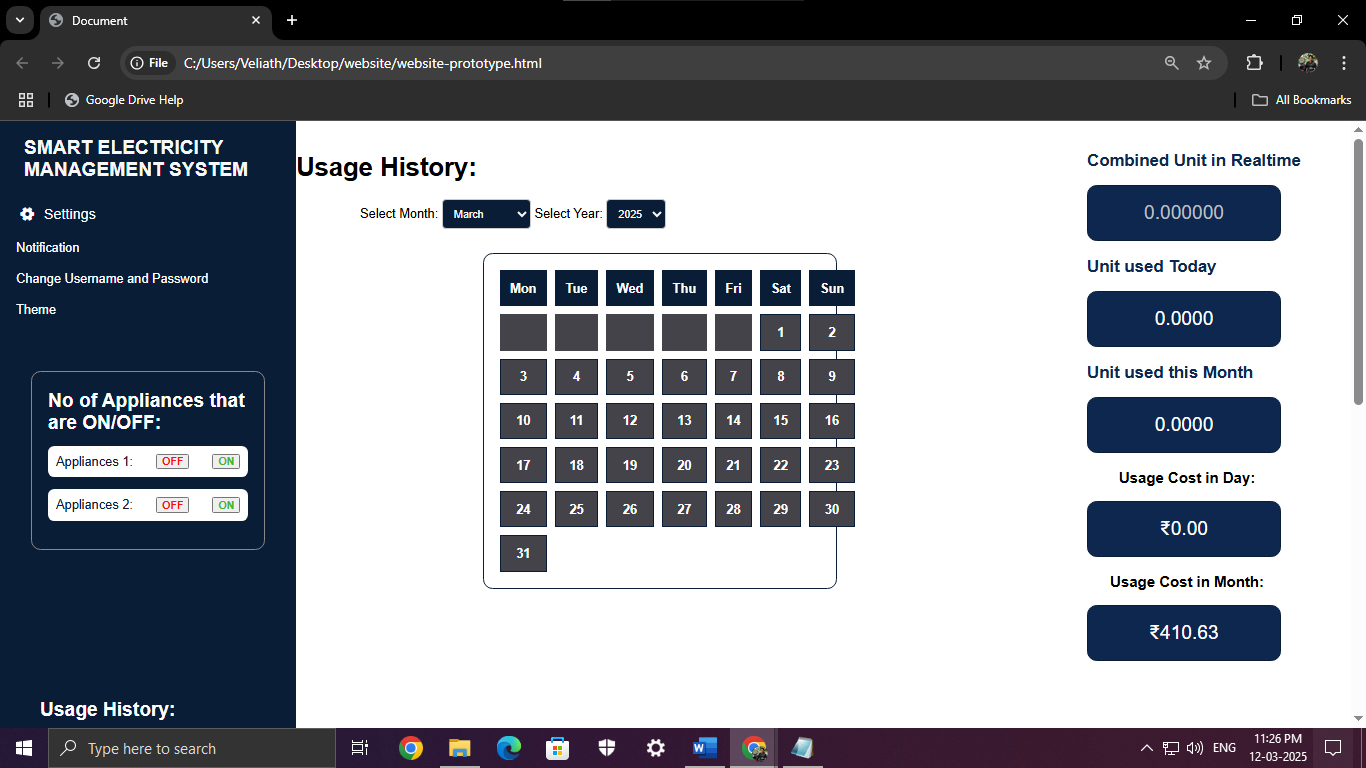 Document
File
C:/Users/Veliath/Desktop/website/website-prototype.html
Google Drive Help
All Bookmarks
SMART ELECTRICITY
MANAGEMENT SYSTEM
Settings
Notification
Change Username and Password
Theme
No of Appliances that
are ON/OFF:
Appliances 1: OFF ON
Appliances 2: OFF ON
Usage History:
Usage History:
Select Month: March Select Year: 2025
Mon Tue Wed Thu Fri Sat Sun
1 2
3 4 5 6 7 8 9
10 11 12 13 14 15 16
17 18 19 20 21 22 23
24 25 26 27 28 29 30
31
Combined Unit in Realtime
0.000000
Unit used Today
0.0000
Unit used this Month
0.0000
Usage Cost in Day:
₹0.00
Usage Cost in Month:
₹410.63
Type here to search
ENG
11:26 PM
12-03-2025